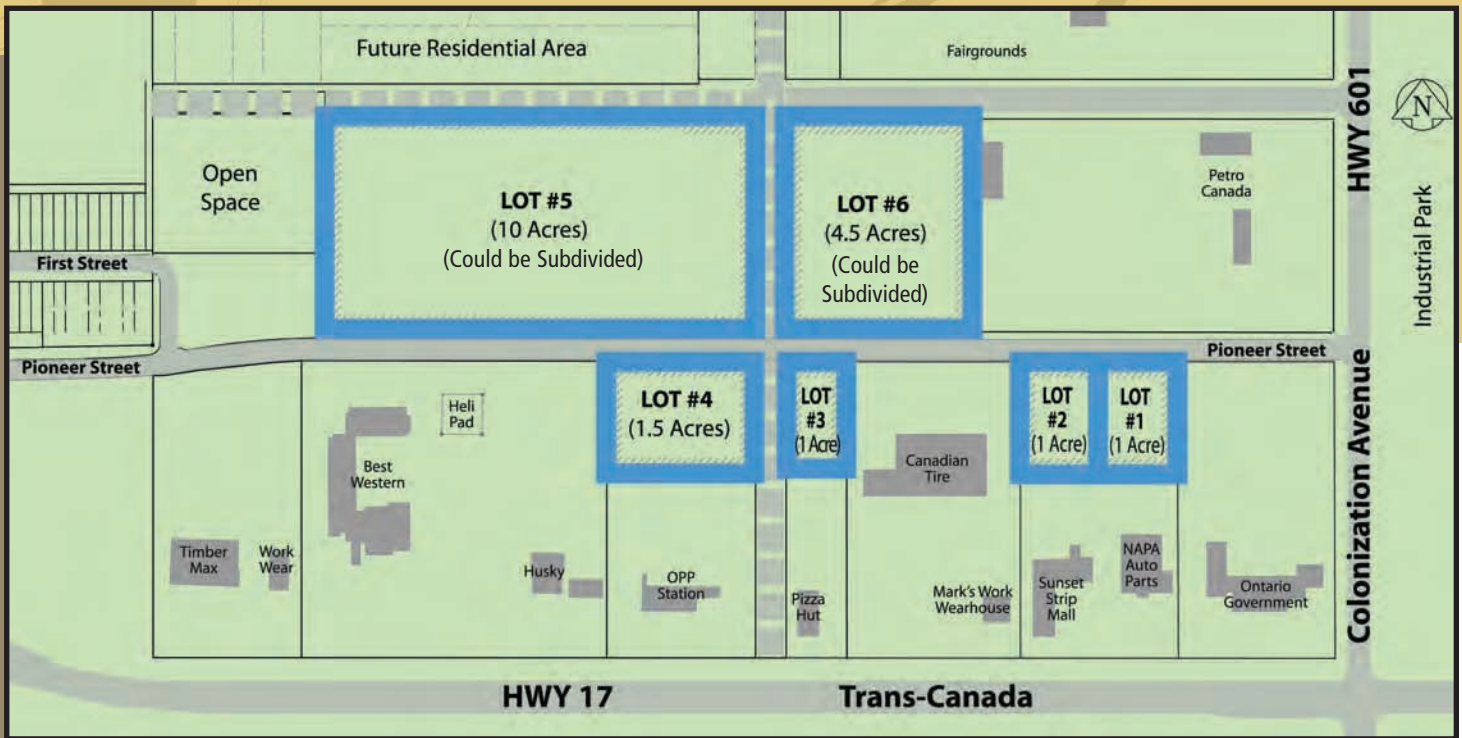 Future Residential Area
Fairgrounds
HWY 601
N
Open
Space
LOT #5
(10 Acres)
(Could be Subdivided)
LOT #6
(4.5 Acres)
(Could be
Subdivided)
Petro
Canada
Industrial Park
First Street
Pioneer Street
Pioneer Street
Heli
Pad
LOT #4
(1.5 Acres)
LOT
#3
(1 Acre)
LOT
#2
(1 Acre)
LOT
#1
(1 Acre)
Colonization Avenue
Best
Western
Canadian
Tire
Timber
Max
Work
Wear
Husky
OPP
Station
Pizza
Hut
Mark's Work
Wearhouse
Sunset
Strip
Mall
NAPA
Auto
Parts
Ontario
Government
HWY 17
Trans-Canada